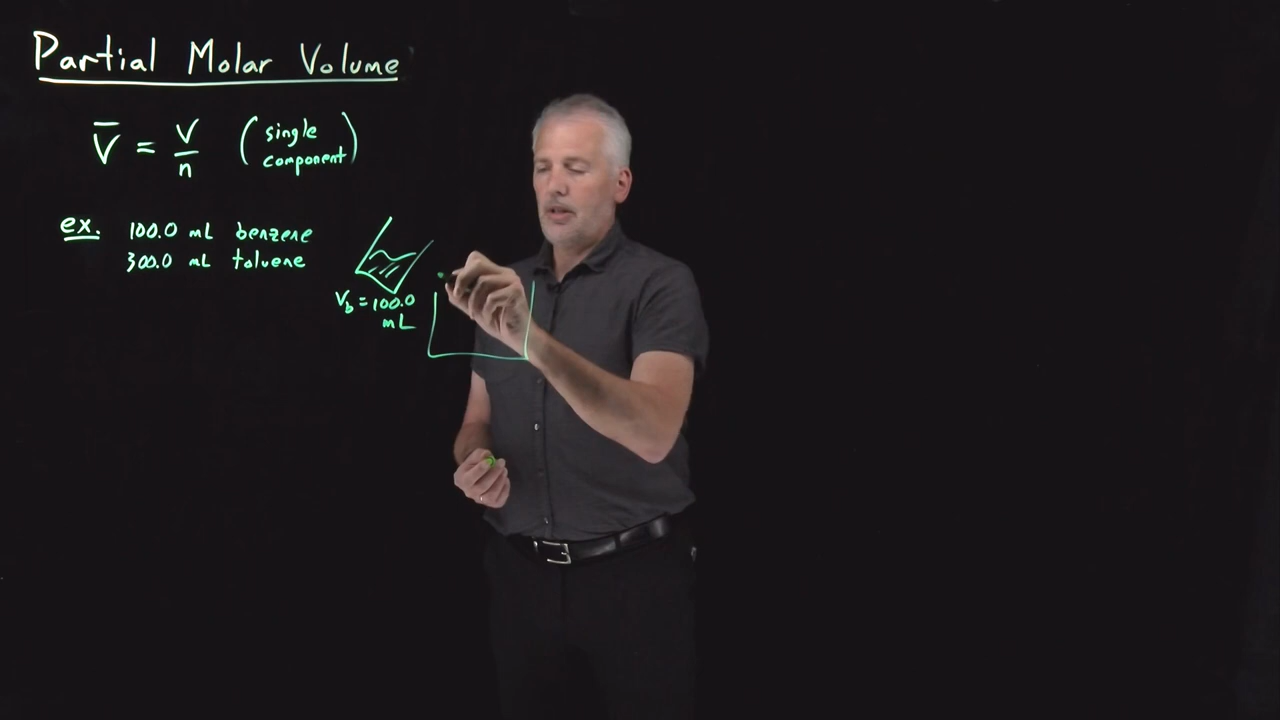 Partial Molar Volume
V̅ = V/n (single component)
ex. 100.0 mL benzene
300.0 mL toluene
V_b = 100.0
mL